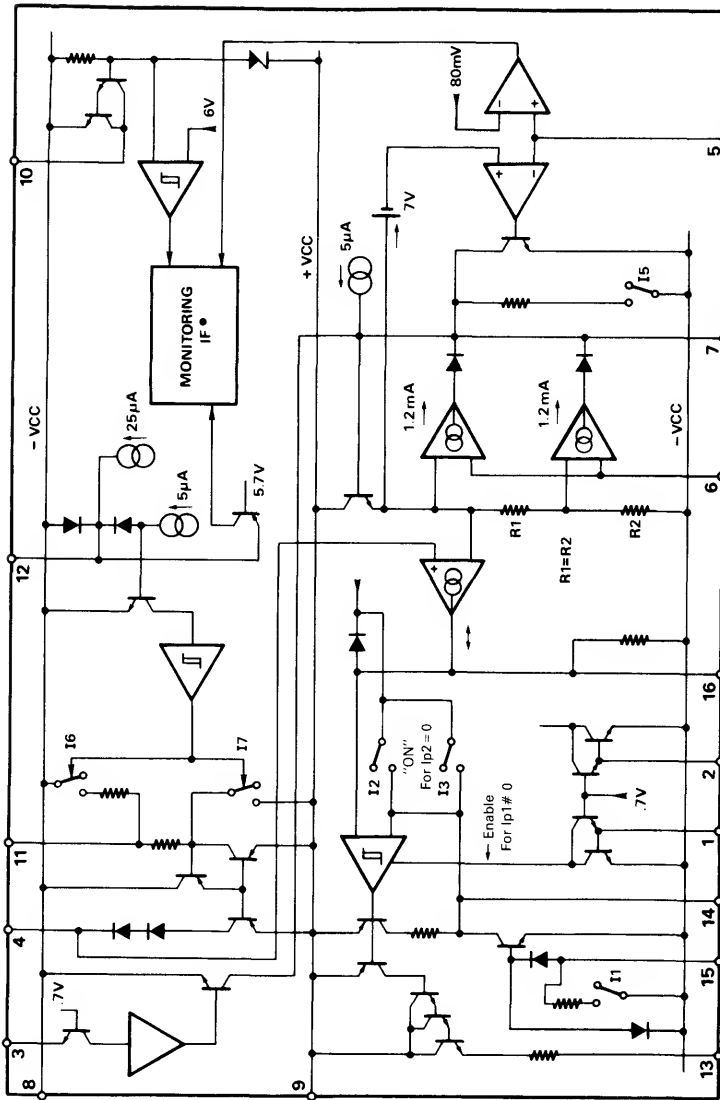 8 3 4 11 12 10
- VCC
.7V
I6
25µA
5µA
MONITORING
IF •
6V
I7
5.7V
9
+ VCC
5µA
I2
"ON"
For Ip2 = 0
7V
1.2mA
I3
80mV
Enable
For Ip1# 0
R1
1.2mA
R1=R2
I1
R2
.7V
I5
- VCC
13 15 14 1 2 16 6 7 5